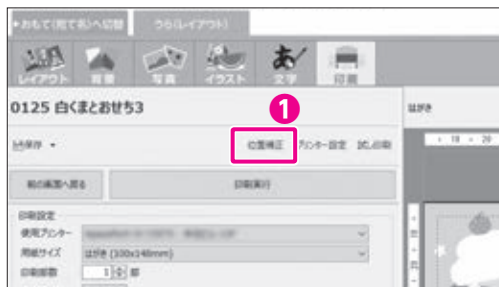 ▸おもて(宛て名)へ切替 うら(レイアウト)
レイアウト 背景 写真 イラスト 文字 印刷
0125 白くまとおせち3
1
はがき
保存 位置補正 プリンター設定 試し印刷
10 20
前の画面へ戻る 印刷実行
印刷設定
使用プリンター
用紙サイズ はがき (100x148mm)
印刷部数 1 部